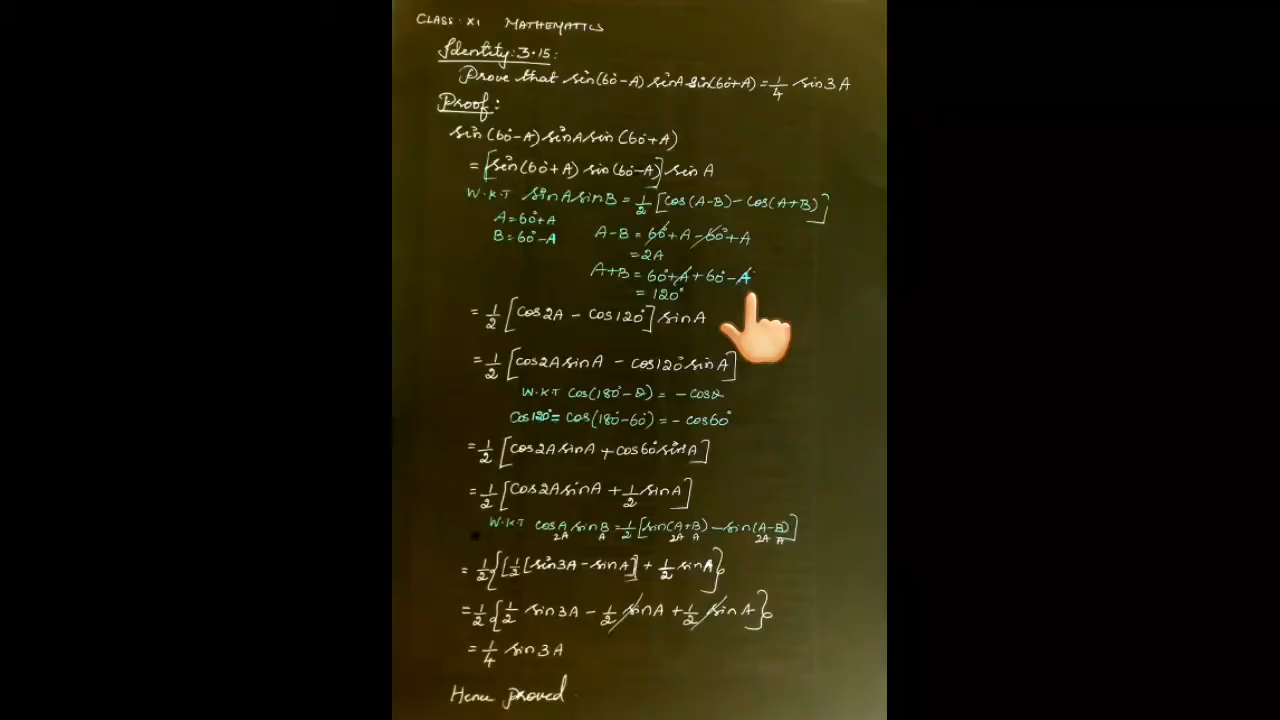 CLASS : XI MATHEMATICS
Identity: 3.15:
Prove that sin(60°-A) sinA sin(60°+A) = 1/4 sin3A
Proof:
sin(60°-A) sinA sin(60°+A)
= [sin(60°+A) sin(60°-A)] sinA
W.K.T sinA sinB = 1/2 [cos(A-B) - cos(A+B)]
A = 60°+A
B = 60°-A
A-B = 60°+A-60°+A
= 2A
A+B = 60°+A+60°-A
= 120°
= 1/2 [cos2A - cos120°] sinA
= 1/2 [cos2A sinA - cos120° sinA]
W.K.T cos(180°-θ) = -cosθ
Cos120° = cos(180°-60°) = -cos60°
= 1/2 [cos2A sinA + cos60° sinA]
= 1/2 [cos2A sinA + 1/2 sinA]
W.K.T cosA sinB = 1/2 [sin(A+B) - sin(A-B)]
2A A 2A A 2A A
= 1/2 {[1/2 [sin3A - sinA] + 1/2 sinA}
= 1/2 {1/2 sin3A - 1/2 sinA + 1/2 sinA}
= 1/4 sin3A
Hence proved